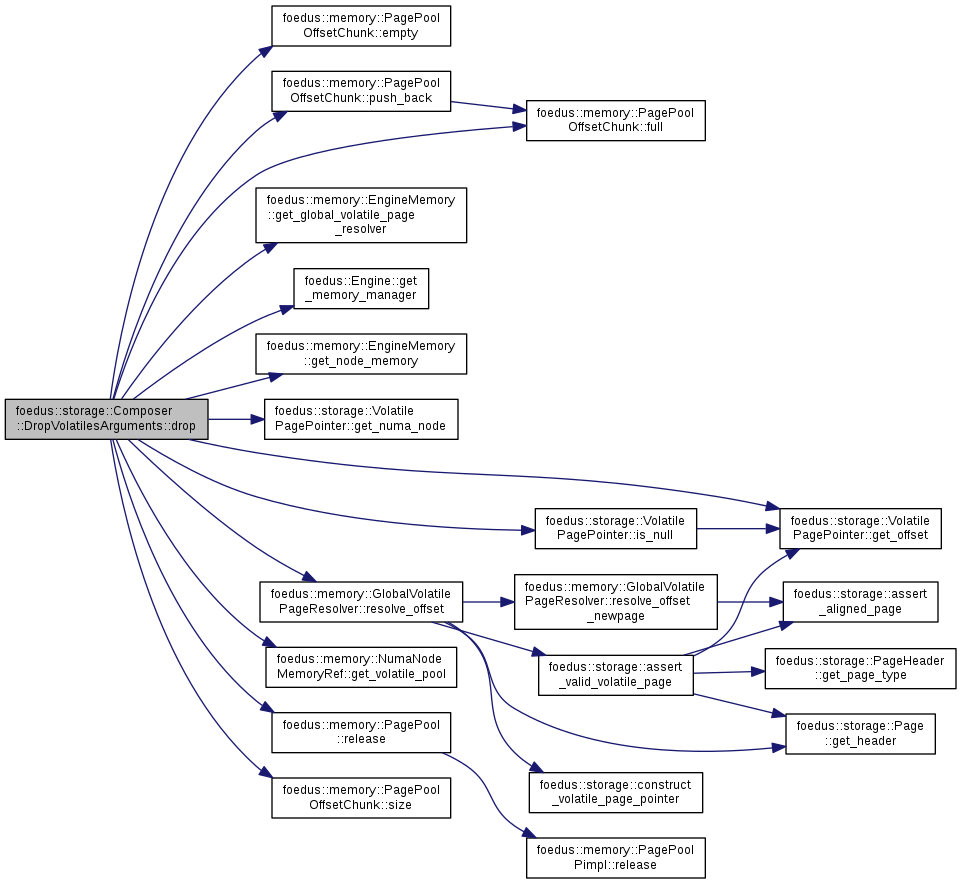 foedus::memory::PagePool
OffsetChunk::empty
foedus::memory::PagePool
OffsetChunk::push_back
foedus::memory::PagePool
OffsetChunk::full
foedus::memory::EngineMemory
::get_global_volatile_page
_resolver
foedus::Engine::get
_memory_manager
foedus::memory::EngineMemory
::get_node_memory
foedus::storage::Composer
::DropVolatilesArguments::drop
foedus::storage::Volatile
PagePointer::get_numa_node
foedus::storage::Volatile
PagePointer::is_null
foedus::storage::Volatile
PagePointer::get_offset
foedus::memory::GlobalVolatile
PageResolver::resolve_offset
foedus::memory::GlobalVolatile
PageResolver::resolve_offset
_newpage
foedus::storage::assert
_aligned_page
foedus::memory::NumaNode
MemoryRef::get_volatile_pool
foedus::storage::assert
_valid_volatile_page
foedus::storage::PageHeader
::get_page_type
foedus::memory::PagePool
::release
foedus::storage::Page
::get_header
foedus::memory::PagePool
OffsetChunk::size
foedus::storage::construct
_volatile_page_pointer
foedus::memory::PagePool
Pimpl::release